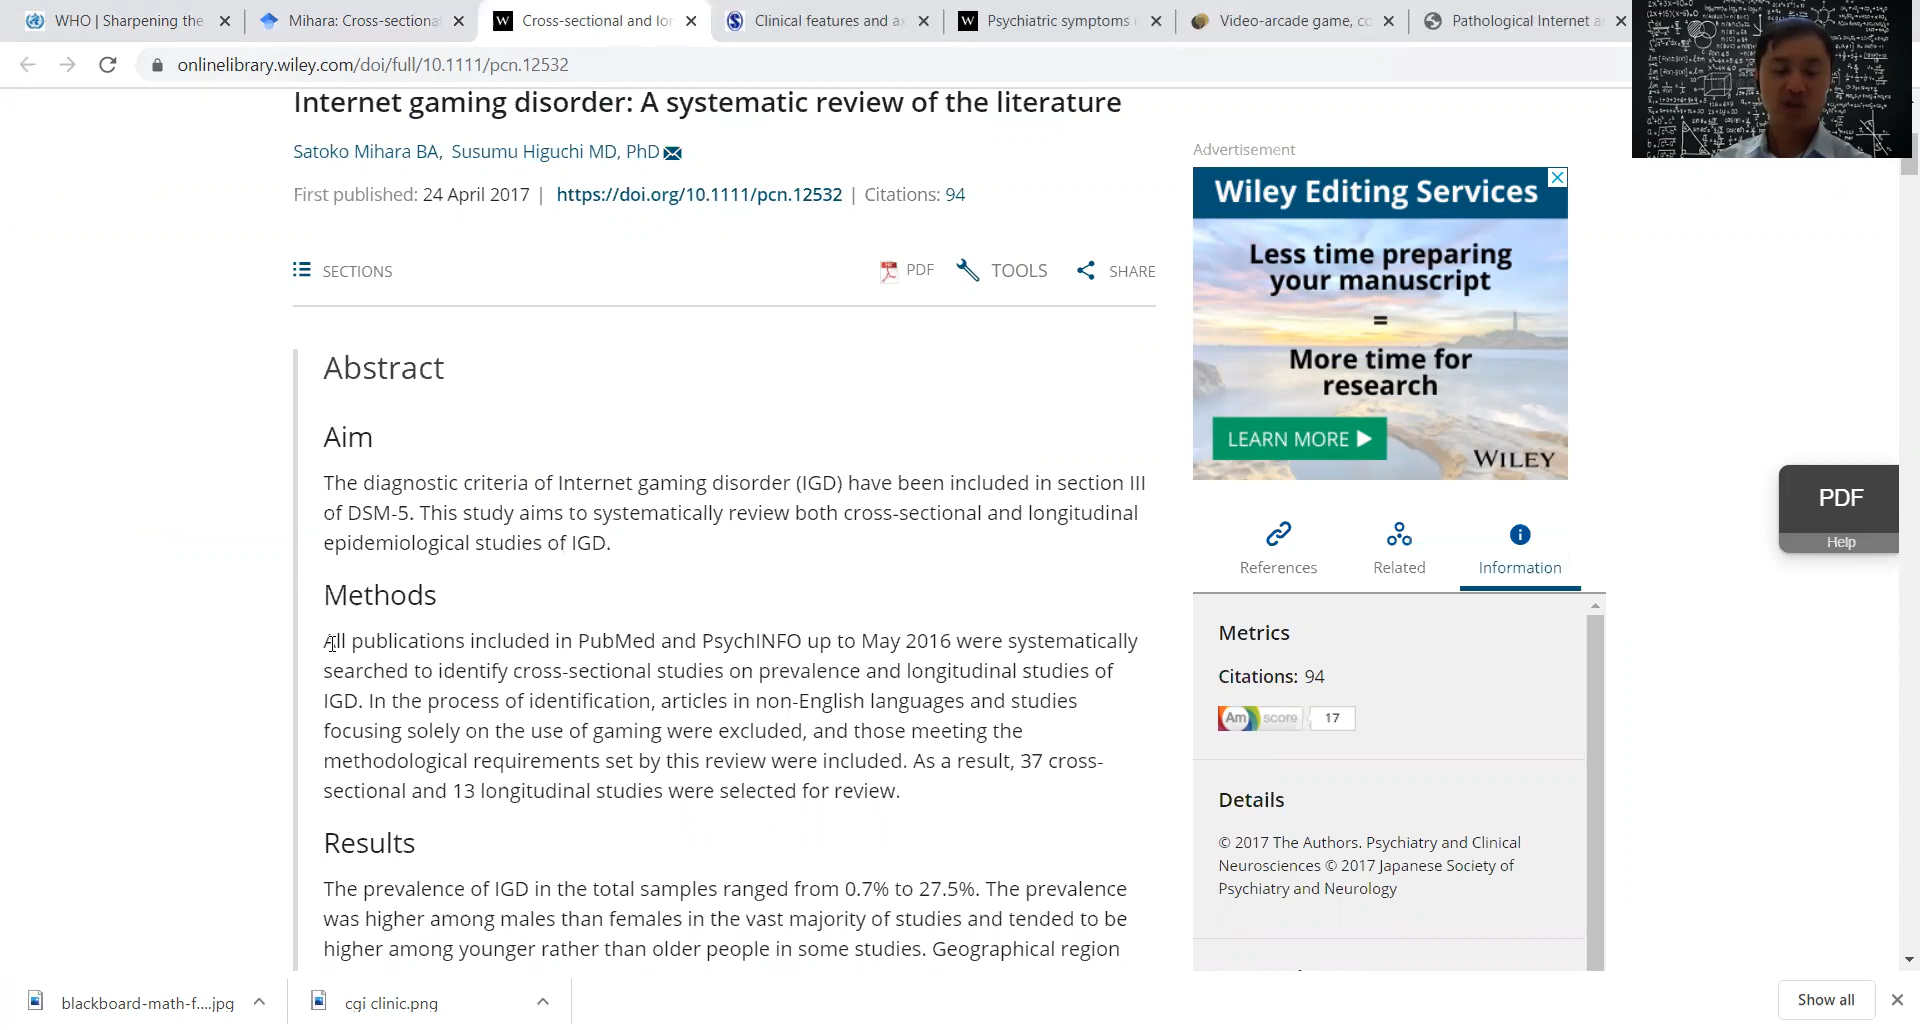 WHO | Sharpening the
Mihara: Cross-sectional
Cross-sectional and lon
Clinical features and ax
Psychiatric symptoms i
Video-arcade game, co
Pathological Internet a
onlinelibrary.wiley.com/doi/full/10.1111/pcn.12532
Internet gaming disorder: A systematic review of the literature
Satoko Mihara BA, Susumu Higuchi MD, PhD
First published: 24 April 2017 | https://doi.org/10.1111/pcn.12532 | Citations: 94
SECTIONS
PDF
TOOLS
SHARE
Abstract
Aim
The diagnostic criteria of Internet gaming disorder (IGD) have been included in section III
of DSM-5. This study aims to systematically review both cross-sectional and longitudinal
epidemiological studies of IGD.
Methods
All publications included in PubMed and PsychINFO up to May 2016 were systematically
searched to identify cross-sectional studies on prevalence and longitudinal studies of
IGD. In the process of identification, articles in non-English languages and studies
focusing solely on the use of gaming were excluded, and those meeting the
methodological requirements set by this review were included. As a result, 37 cross-
sectional and 13 longitudinal studies were selected for review.
Results
The prevalence of IGD in the total samples ranged from 0.7% to 27.5%. The prevalence
was higher among males than females in the vast majority of studies and tended to be
higher among younger rather than older people in some studies. Geographical region
Advertisement
Wiley Editing Services
Less time preparing
your manuscript
=
More time for
research
LEARN MORE
WILEY
References
Related
Information
Metrics
Citations: 94
Am score 17
Details
© 2017 The Authors. Psychiatry and Clinical
Neurosciences © 2017 Japanese Society of
Psychiatry and Neurology
PDF
Help
blackboard-math-f....jpg
cgi clinic.png
Show all